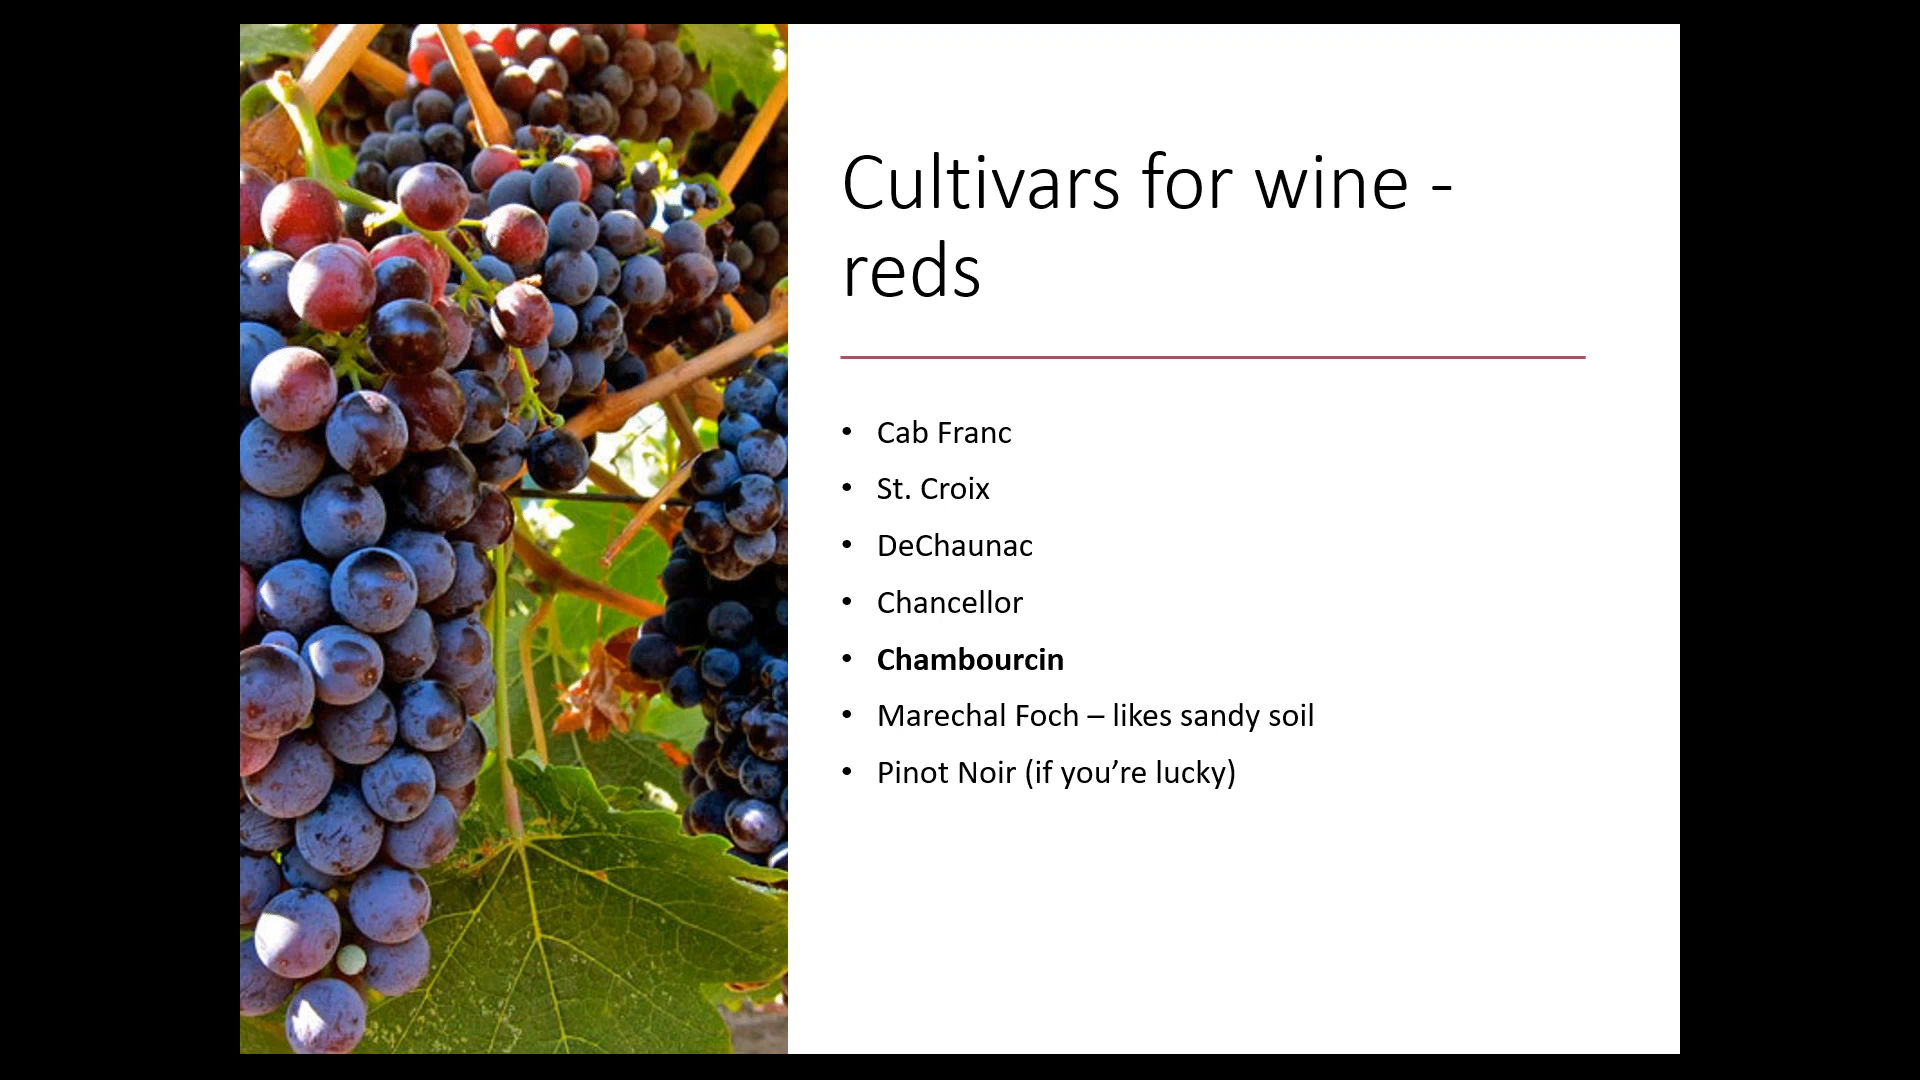 Cultivars for wine -
reds
• Cab Franc
• St. Croix
• DeChaunac
• Chancellor
• Chambourcin
• Marechal Foch – likes sandy soil
• Pinot Noir (if you’re lucky)